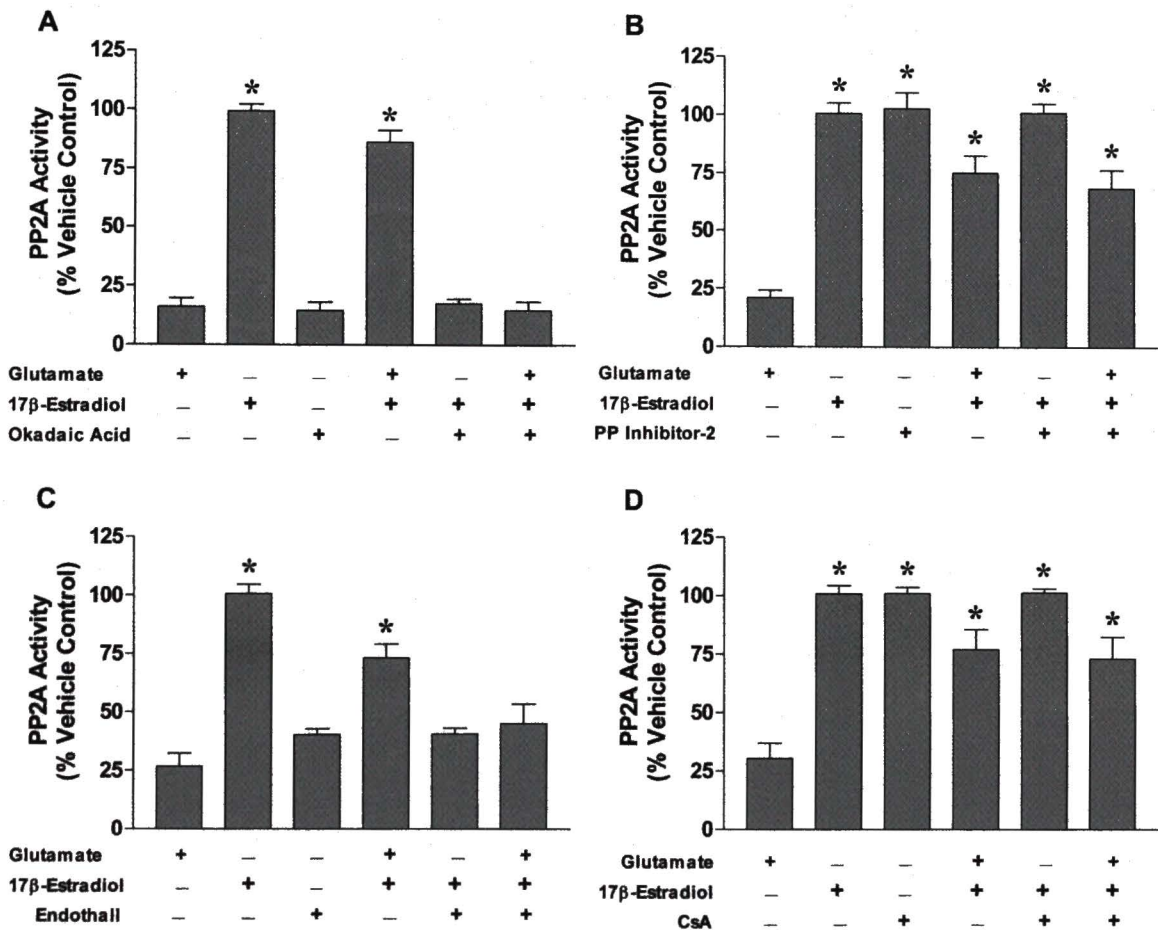 A
PP2A Activity
(% Vehicle Control)
125
100
75
50
25
0
* *
Glutamate + _ _ + _ +
17β-Estradiol _ + _ + + +
Okadaic Acid _ _ + _ + +
B
PP2A Activity
(% Vehicle Control)
125
100
75
50
25
0
* * * * *
Glutamate + _ _ + _ +
17β-Estradiol _ + _ + + +
PP Inhibitor-2 _ _ + _ + +
C
PP2A Activity
(% Vehicle Control)
125
100
75
50
25
0
* *
Glutamate + _ _ + _ +
17β-Estradiol _ + _ + + +
Endothall _ _ + _ + +
D
PP2A Activity
(% Vehicle Control)
125
100
75
50
25
0
* * * * *
Glutamate + _ _ + _ +
17β-Estradiol _ + _ + + +
CsA _ _ + _ + +